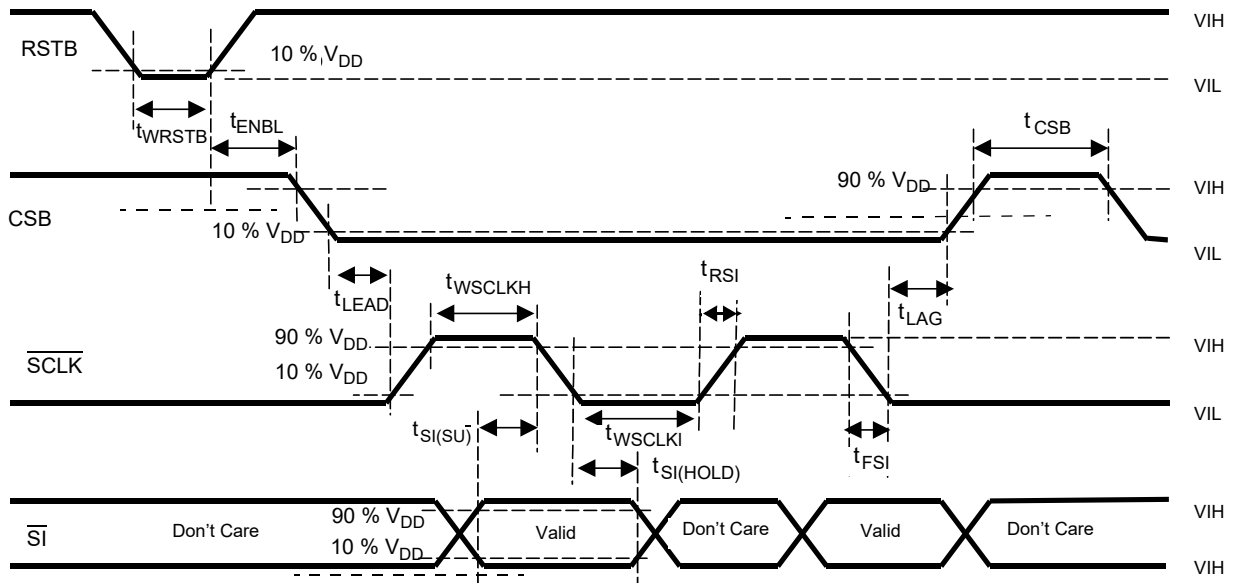 VIH
RSTB
10 % VDD
VIL
tWRSTB
tENBL
tCSB
90 % VDD
VIH
CSB
10 % VDD
VIL
tLEAD
tWSCLKH
tRSI
tLAG
90 % VDD
VIH
SCLK
10 % VDD
VIL
tSI(SU)
tWSCLKl
tFSI
tSI(HOLD)
90 % VDD
VIH
SI
Don't Care
Valid
Don't Care
Valid
Don't Care
10 % VDD
VIH